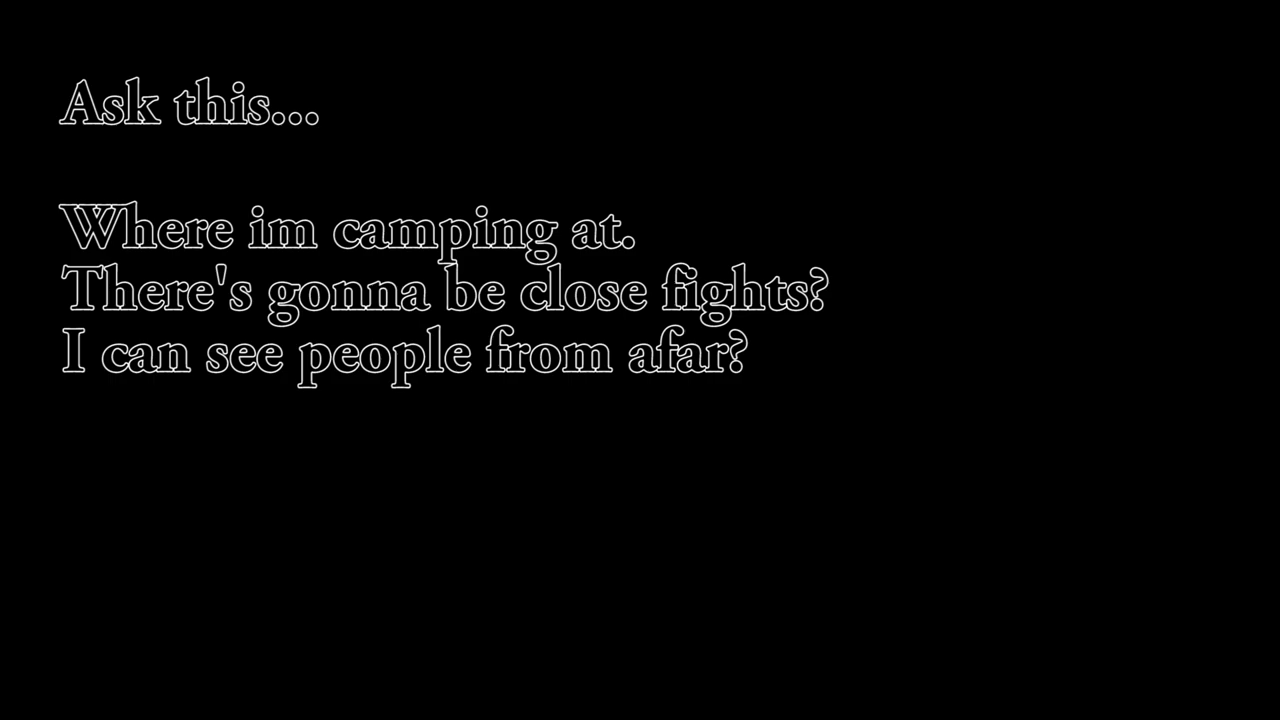 Ask this...
Where im camping at.
There's gonna be close fights?
I can see people from afar?